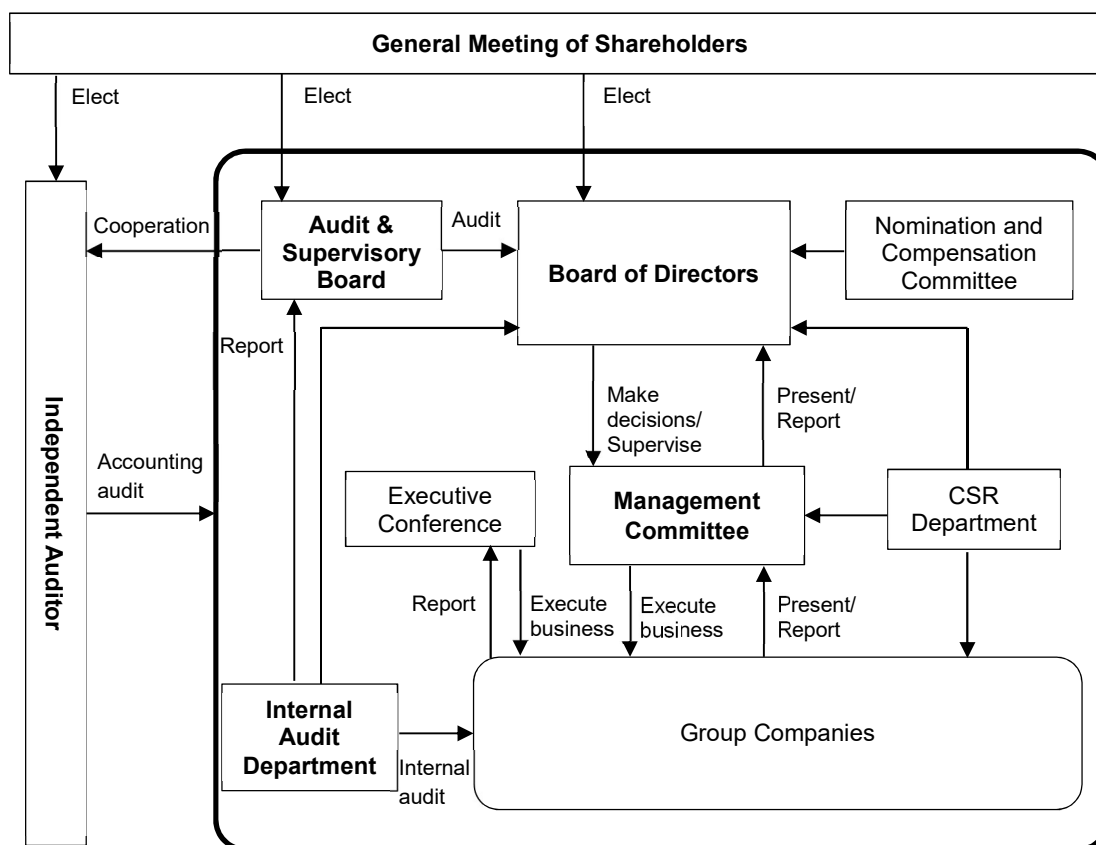 General Meeting of Shareholders
Elect
Elect
Elect
Cooperation
Audit &
Supervisory
Board
Audit
Board of Directors
Nomination and
Compensation
Committee
Report
Independent Auditor
Make
decisions/
Supervise
Present/
Report
Accounting
audit
Executive
Conference
Management
Committee
CSR
Department
Report
Execute
business
Execute
business
Present/
Report
Internal
Audit
Department
Internal
audit
Group Companies